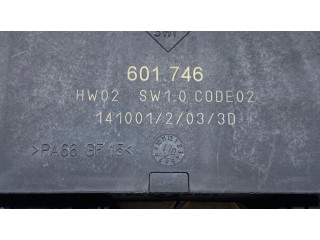 601.746
HW02 SW1.0 CODE02
141001/2/03/3D
>PA66 GF15<